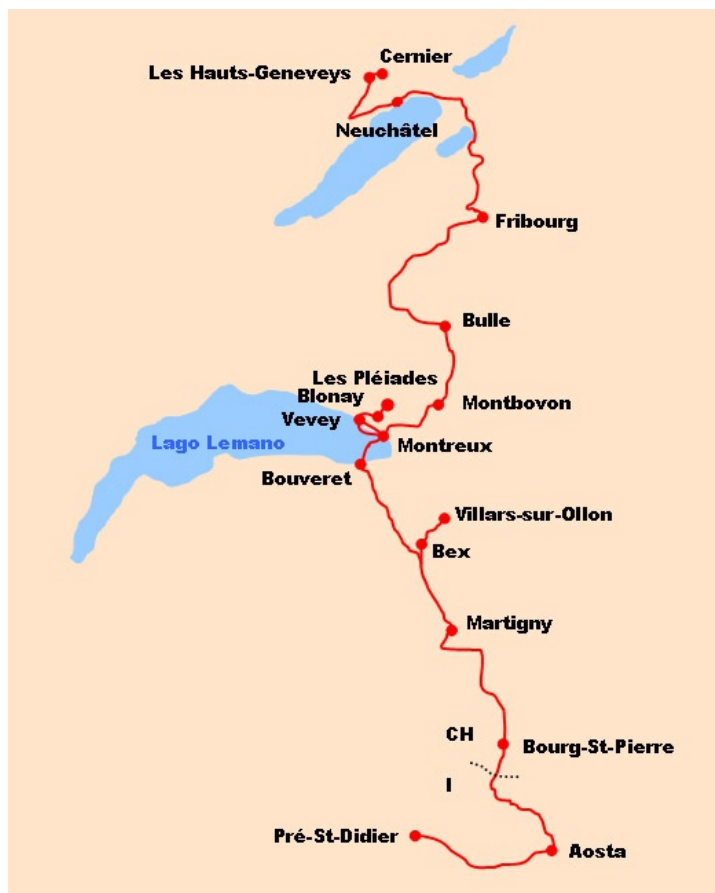 Cernier
Les Hauts-Geneveys
Neuchâtel
Fribourg
Bulle
Les Pléiades
Blonay
Montbovon
Vevey
Lago Lemano
Montreux
Bouveret
Villars-sur-Ollon
Bex
Martigny
CH
Bourg-St-Pierre
I
Pré-St-Didier
Aosta